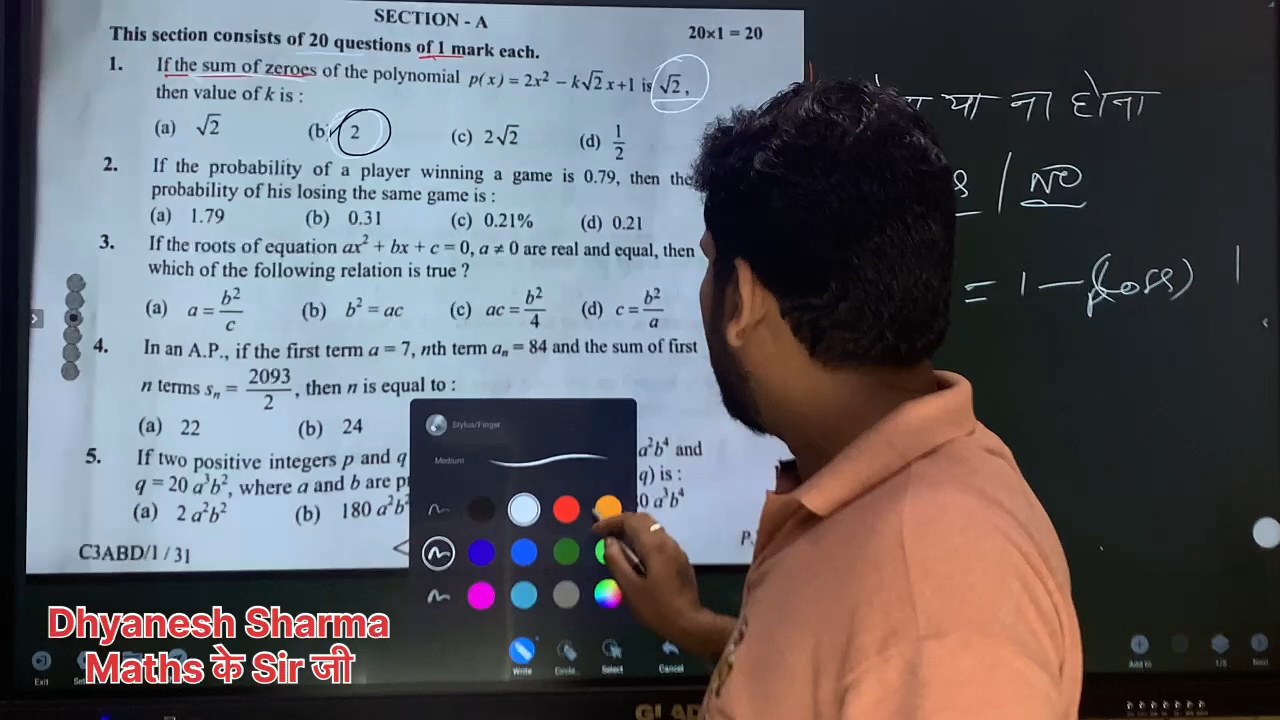 SECTION - A
This section consists of 20 questions of 1 mark each. 20×1 = 20
1. If the sum of zeroes of the polynomial p(x) = 2x² − k√2 x+1 is √2,
then value of k is :
(a) √2 (b) 2 (c) 2√2 (d) 1/2
2. If the probability of a player winning a game is 0.79, then the
probability of his losing the same game is :
(a) 1.79 (b) 0.31 (c) 0.21% (d) 0.21
3. If the roots of equation ax² + bx + c = 0, a ≠ 0 are real and equal, then
which of the following relation is true ?
(a) a = b²/c (b) b² = ac (c) ac = b²/4 (d) c = b²/a
4. In an A.P., if the first term a = 7, nth term aₙ = 84 and the sum of first
n terms sₙ = 2093/2, then n is equal to :
(a) 22 (b) 24
5. If two positive integers p and q a²b⁴ and
q = 20 a³b², where a and b are q) is :
(a) 2 a²b² (b) 180 a²b² 0 a³b⁴
C3ABD/1 / 31 P.
या ना होना
/ NO
= 1 − (loss)
Stylus/Finger
Medium
Write Select Cancel
Exit Add to 1/5 Next
Dhyanesh Sharma
Maths के Sir जी